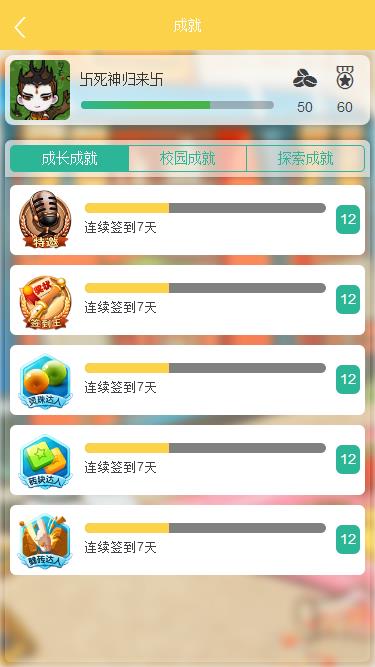 成就
卐死神归来卐
50
60
成长成就
校园成就
探索成就
特邀
连续签到7天
12
奖状
签到王
连续签到7天
12
灵珠达人
连续签到7天
12
砖块达人
连续签到7天
12
劈砖达人
连续签到7天
12